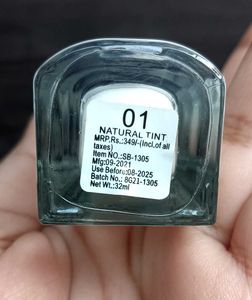 01
NATURAL TINT
MRP.Rs.:349/-(Incl.of all
taxes)
Item NO.:SB-1305
Mfg:09-2021
Use Before:08-2025
Batch No.: 8G21-1305
Net Wt.:32ml